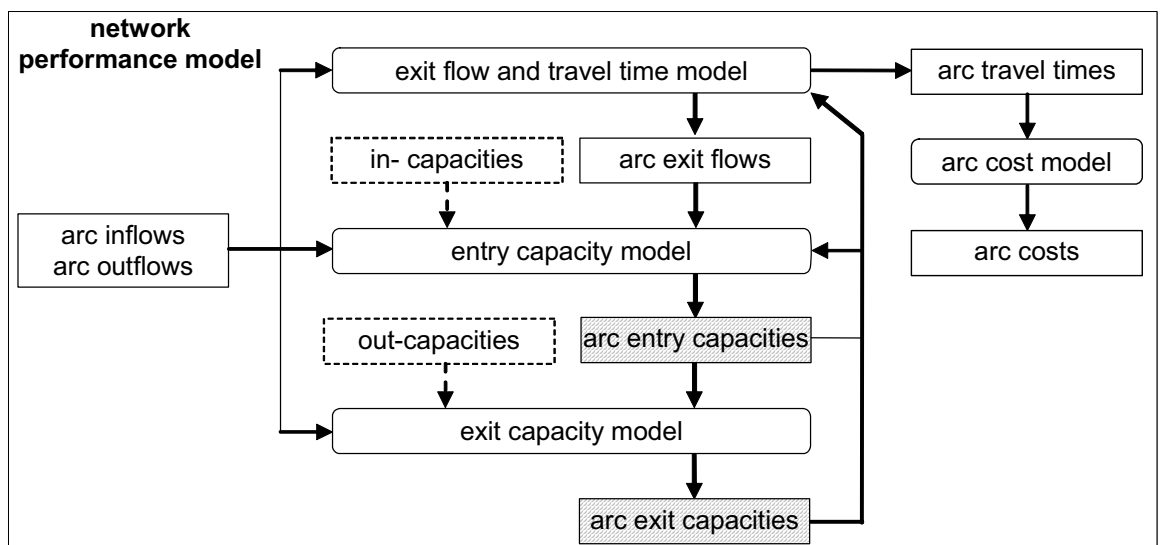 network
performance model
exit flow and travel time model
arc travel times
in- capacities
arc exit flows
arc cost model
arc inflows
arc outflows
entry capacity model
arc costs
out-capacities
arc entry capacities
exit capacity model
arc exit capacities